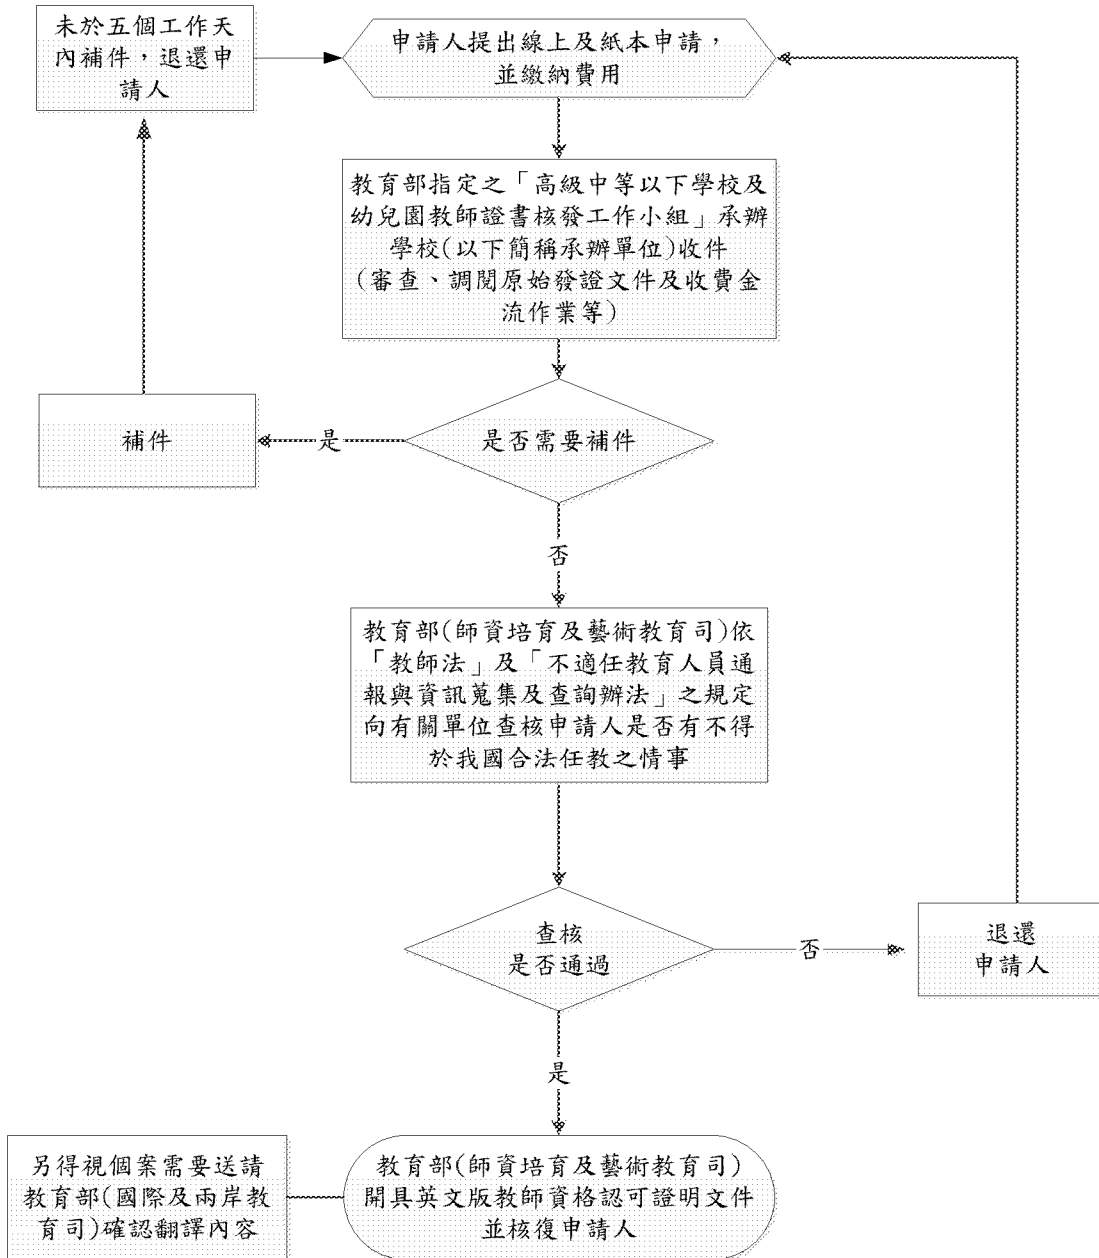 未於五個工作天
內補件，退還申
請人
申請人提出線上及紙本申請，
並繳納費用
教育部指定之「高級中等以下學校及
幼兒園教師證書核發工作小組」承辦
學校(以下簡稱承辦單位)收件
(審查、調閱原始發證文件及收費金
流作業等)
補件
是
是否需要補件
否
教育部(師資培育及藝術教育司)依
「教師法」及「不適任教育人員通
報與資訊蒐集及查詢辦法」之規定
向有關單位查核申請人是否有不得
於我國合法任教之情事
查核
是否通過
否
退還
申請人
是
另得視個案需要送請
教育部(國際及兩岸教
育司)確認翻譯內容
教育部(師資培育及藝術教育司)
開具英文版教師資格認可證明文件
並核復申請人